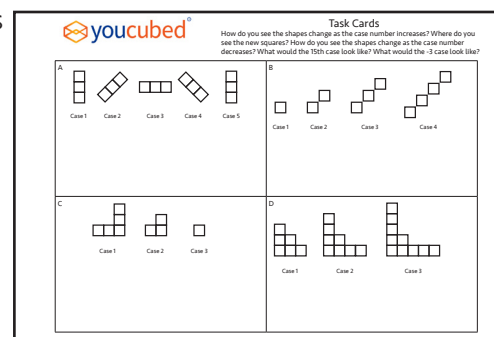 s
youcubed®
Task Cards
How do you see the shapes change as the case number increases? Where do you
see the new squares? How do you see the shapes change as the case number
decreases? What would the 15th case look like? What would the -3 case look like?
A
Case 1 Case 2 Case 3 Case 4 Case 5
B
Case 1 Case 2 Case 3 Case 4
C
Case 1 Case 2 Case 3
D
Case 1 Case 2 Case 3